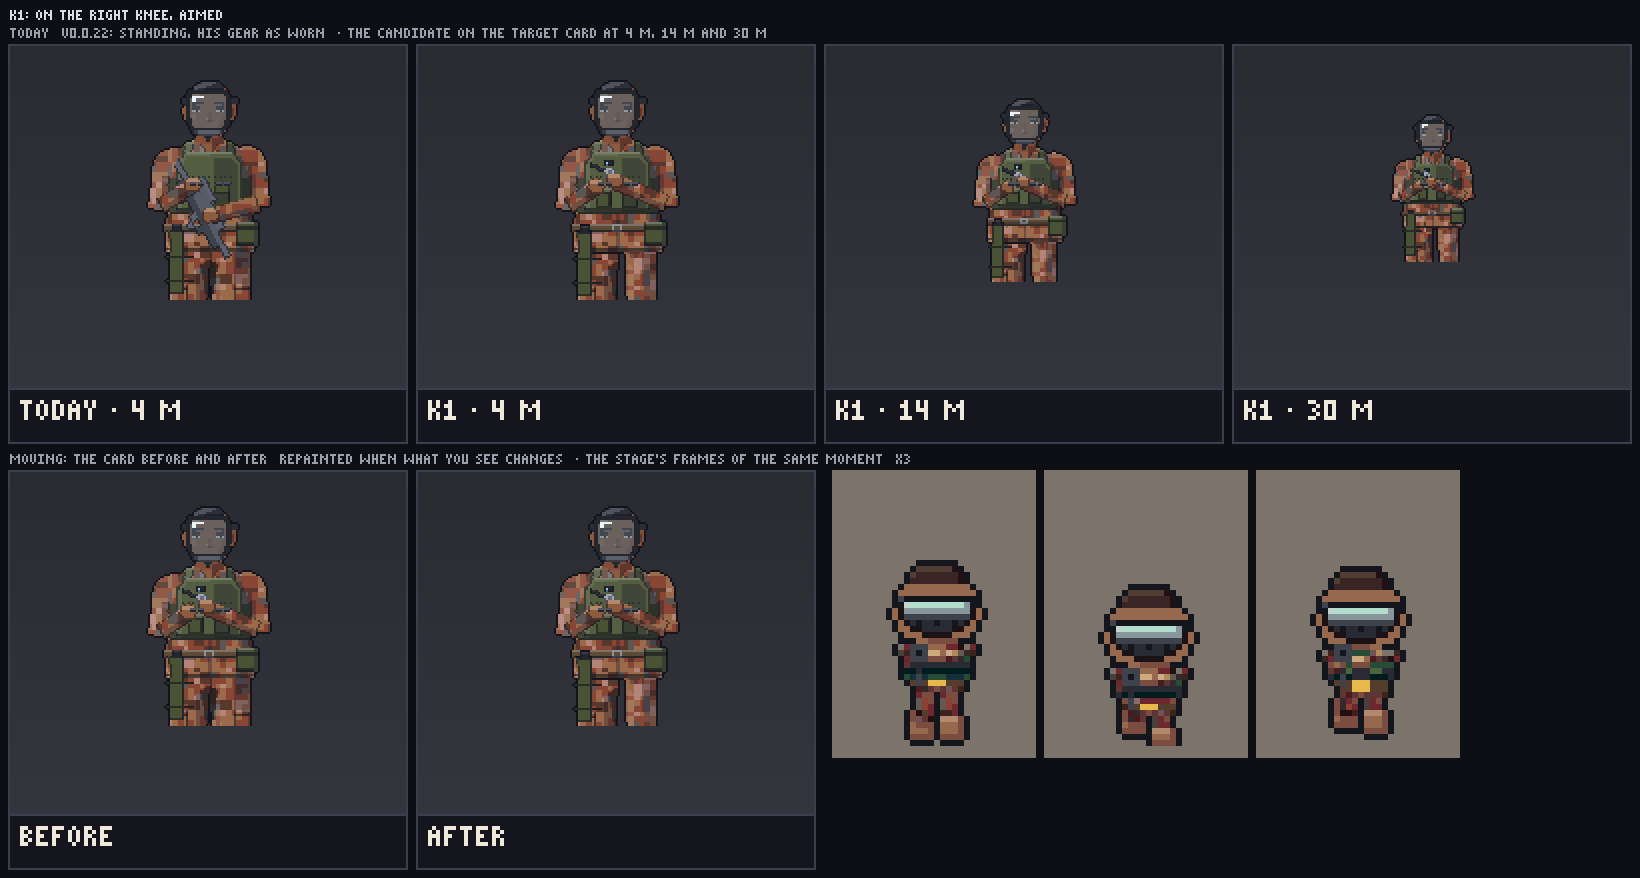 K1: ON THE RIGHT KNEE, AIMED
TODAY V0.0.22: STANDING, HIS GEAR AS WORN · THE CANDIDATE ON THE TARGET CARD AT 4 M, 14 M AND 30 M
TODAY · 4 M
K1 · 4 M
K1 · 14 M
K1 · 30 M
MOVING: THE CARD BEFORE AND AFTER REPAINTED WHEN WHAT YOU SEE CHANGES · THE STAGE'S FRAMES OF THE SAME MOMENT X3
BEFORE
AFTER